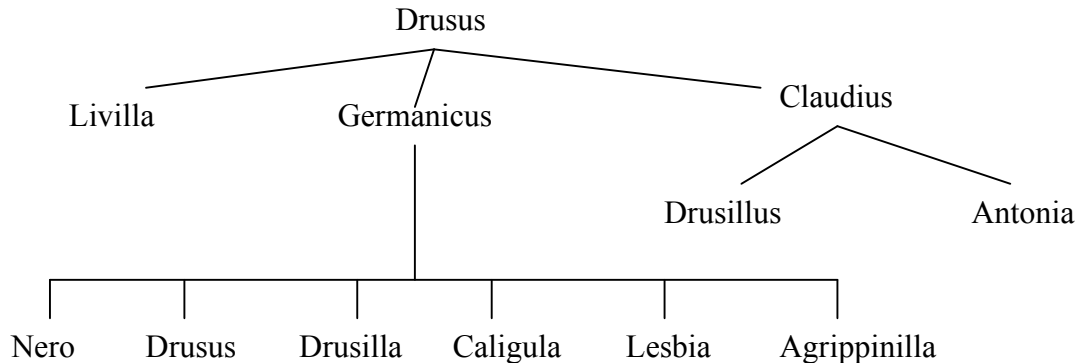 Drusus
Livilla Germanicus Claudius
Drusillus Antonia
Nero Drusus Drusilla Caligula Lesbia Agrippinilla